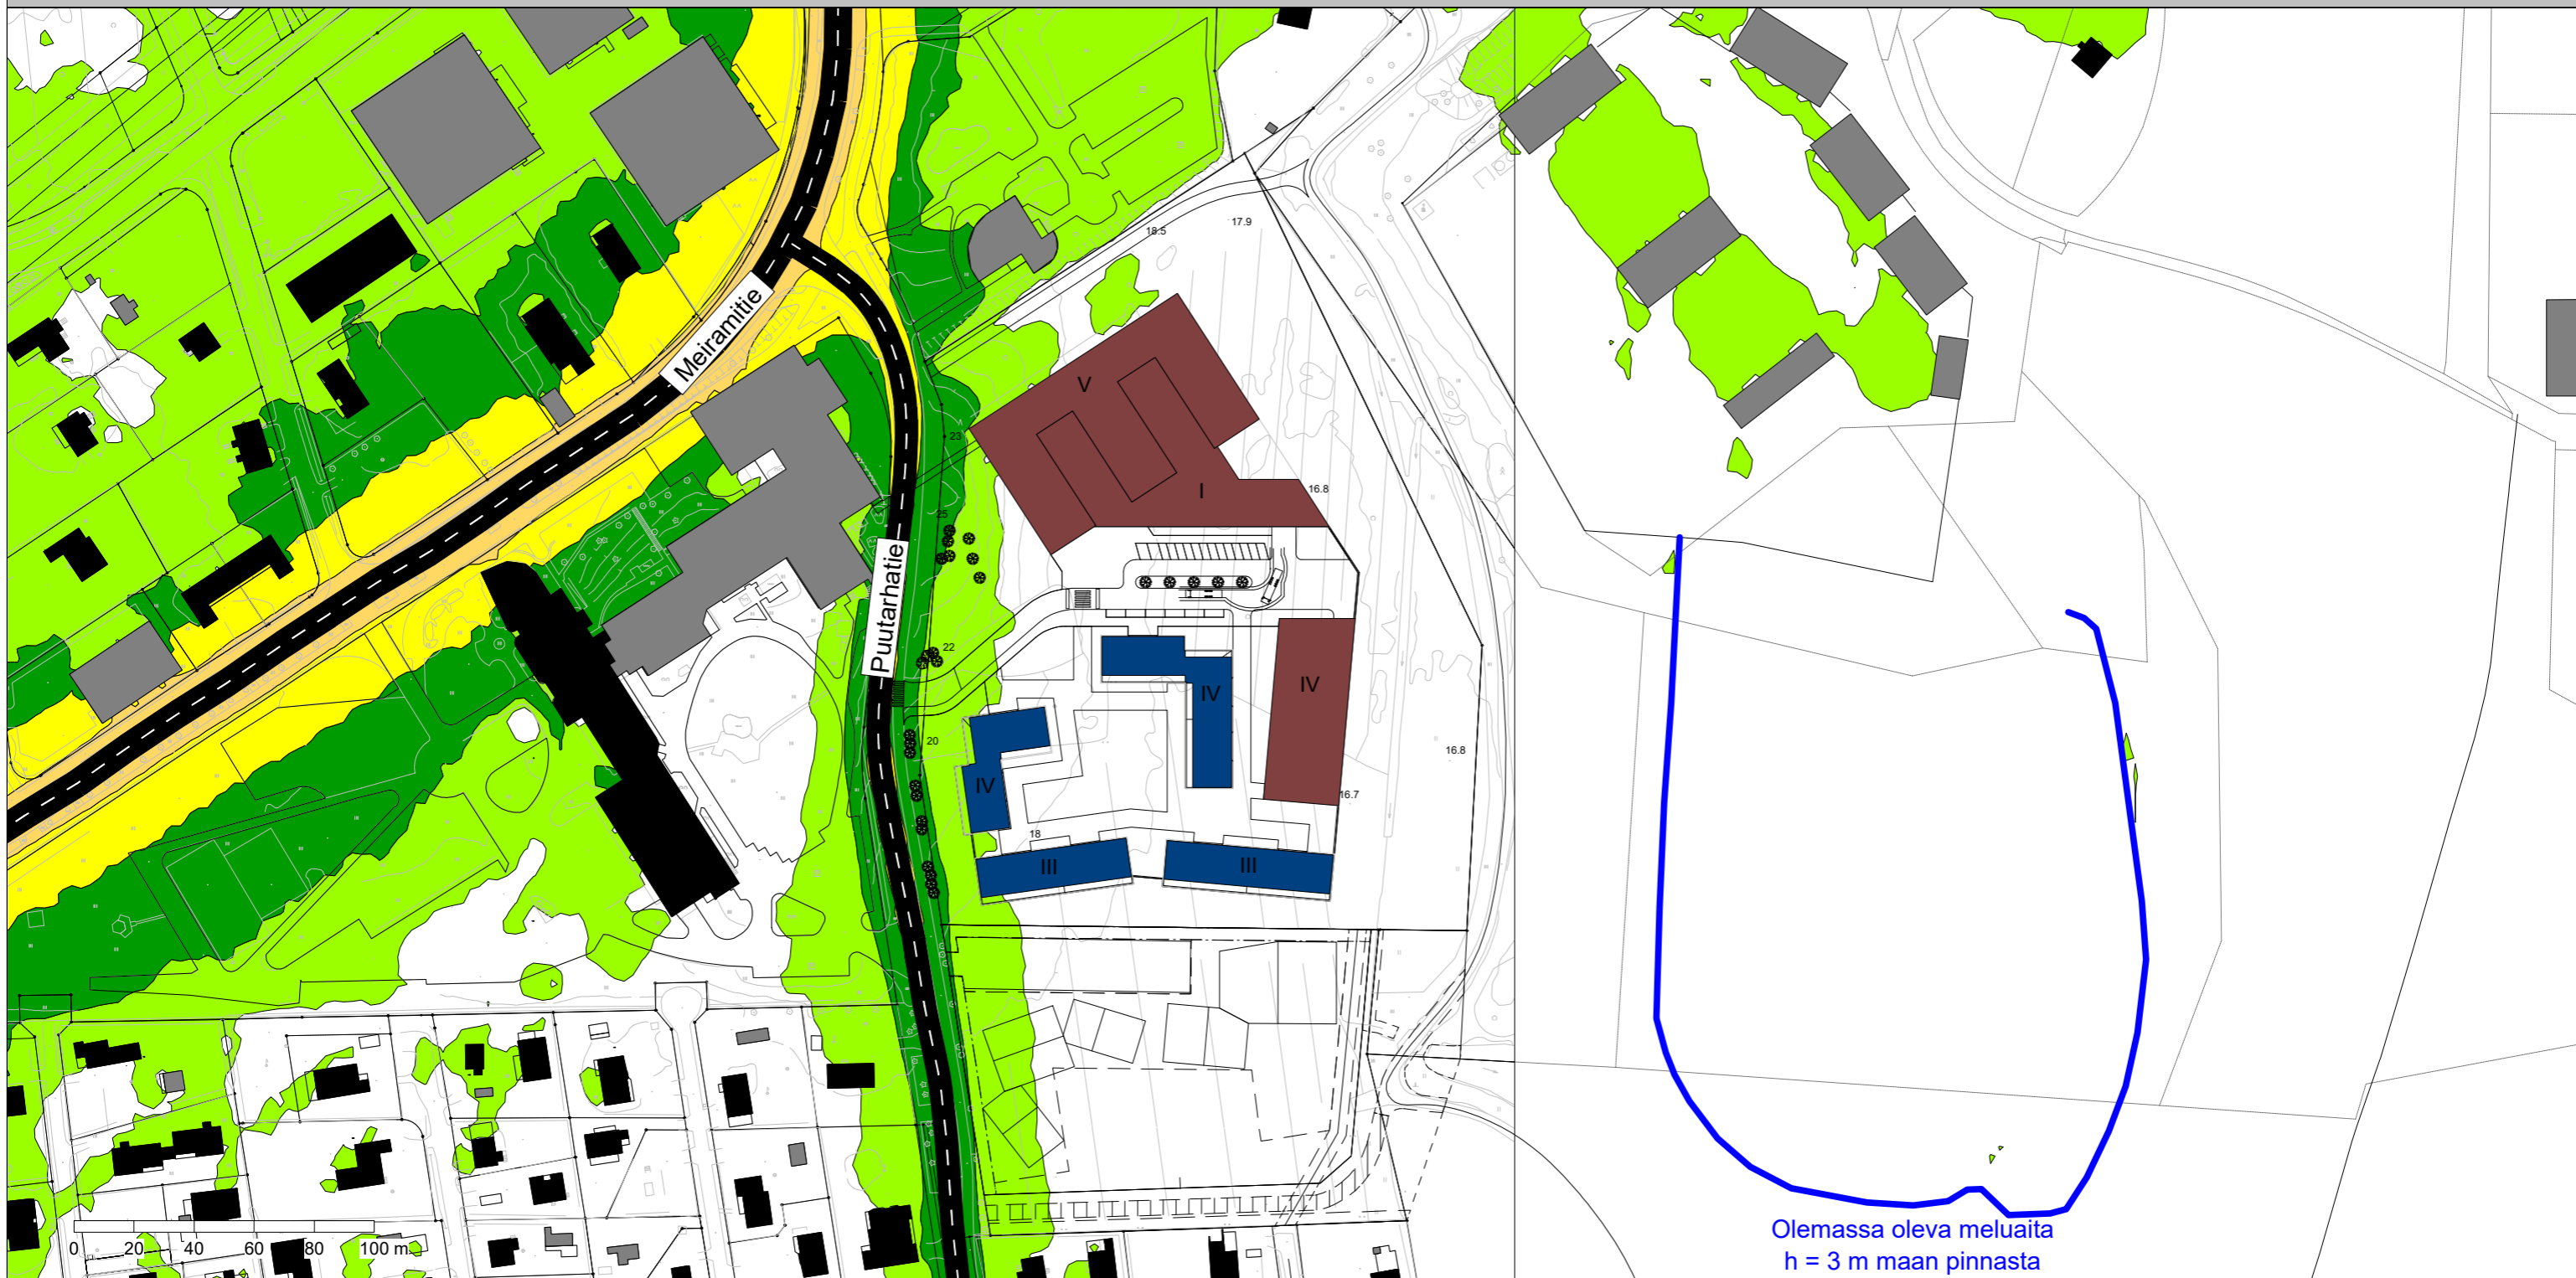 18.5
17.9
Meiramitie
V
23
I
16.8
25
Puutarhatie
22
IV
IV
20
16.8
IV
16.7
18
III
III
0 20 40 60 80 100 m
Olemassa oleva meluaita
h = 3 m maan pinnasta